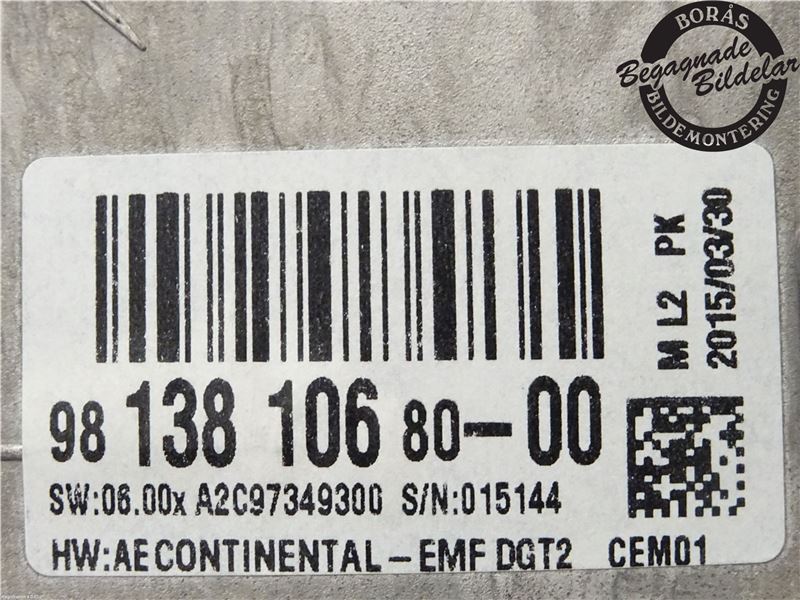 BORÅS
Begagnade
Bildelar
BILDEMONTERING
M L2 PK
2015/03/30
98 138 106 80-00
SW:06.00x A2C97349300 S/N:015144
HW:AE CONTINENTAL-EMF DGT2 CEM01